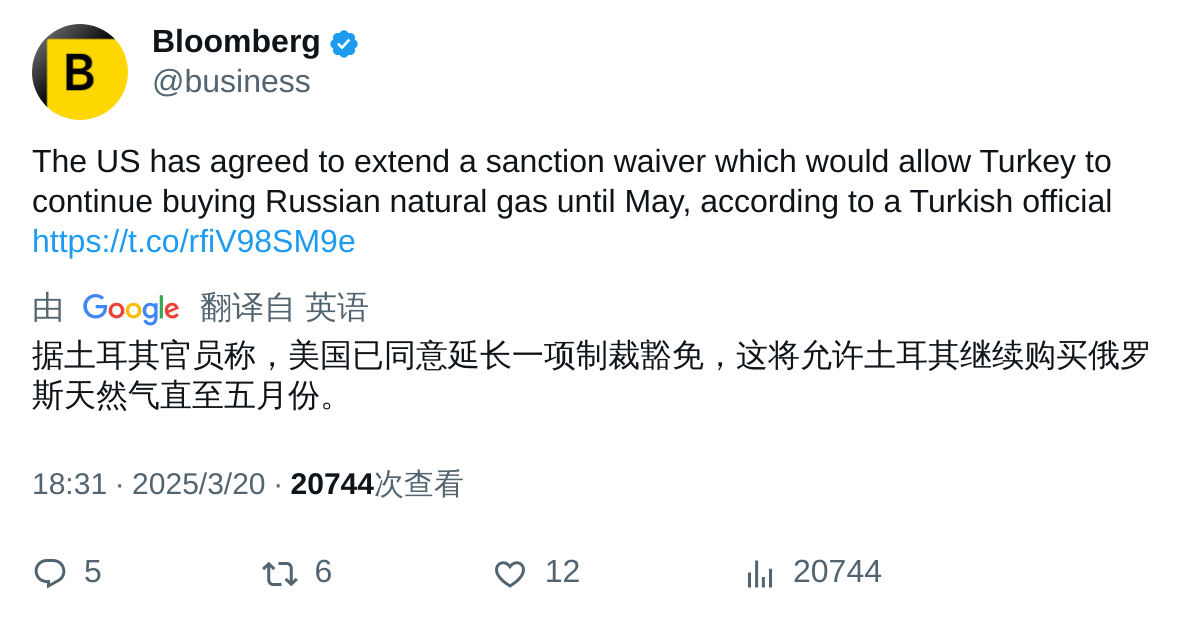 B
Bloomberg
@business
The US has agreed to extend a sanction waiver which would allow Turkey to
continue buying Russian natural gas until May, according to a Turkish official
https://t.co/rfiV98SM9e
由 Google 翻译自 英语
据土耳其官员称，美国已同意延长一项制裁豁免，这将允许土耳其继续购买俄罗
斯天然气直至五月份。
18:31 · 2025/3/20 · 20744次查看
5 6 12 20744